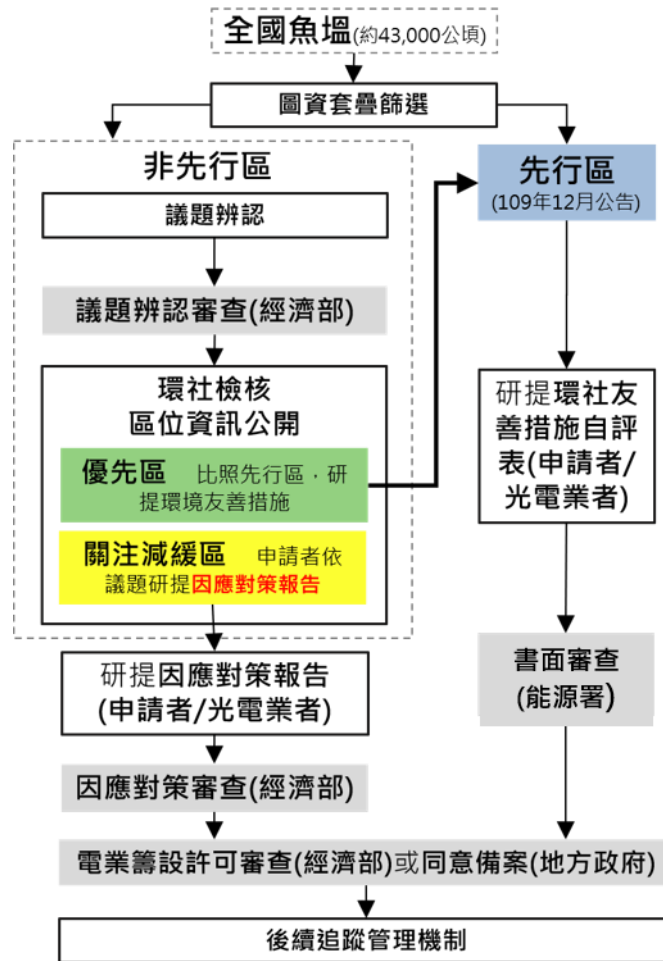 全國魚塭(約43,000公頃)
圖資套疊篩選
非先行區
議題辨認
議題辨認審查(經濟部)
環社檢核
區位資訊公開
優先區 比照先行區，研
提環境友善措施
關注減緩區 申請者依
議題研提因應對策報告
研提因應對策報告
(申請者/光電業者)
因應對策審查(經濟部)
先行區
(109年12月公告)
研提環社友
善措施自評
表(申請者/
光電業者)
書面審查
(能源署)
電業籌設許可審查(經濟部)或同意備案(地方政府)
後續追蹤管理機制